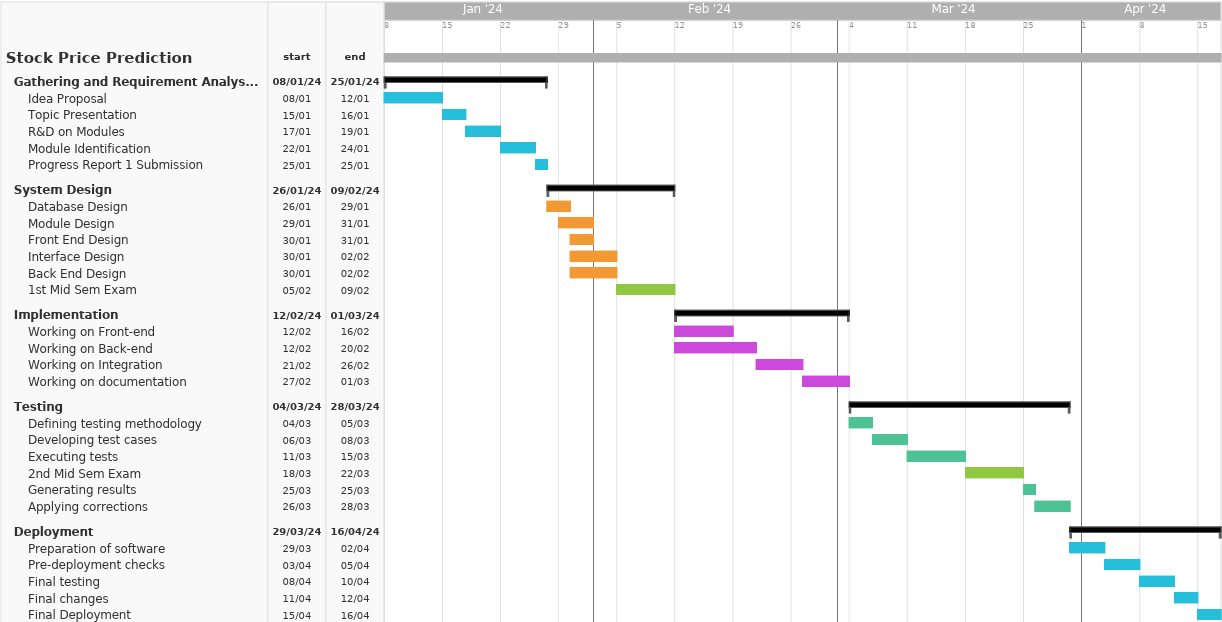 Jan '24 Feb '24 Mar '24 Apr '24
8 15 22 29 5 12 19 26 4 11 18 25 1 8 15
Stock Price Prediction start end
Gathering and Requirement Analys... 08/01/24 25/01/24
Idea Proposal 08/01 12/01
Topic Presentation 15/01 16/01
R&D on Modules 17/01 19/01
Module Identification 22/01 24/01
Progress Report 1 Submission 25/01 25/01
System Design 26/01/24 09/02/24
Database Design 26/01 29/01
Module Design 29/01 31/01
Front End Design 30/01 31/01
Interface Design 30/01 02/02
Back End Design 30/01 02/02
1st Mid Sem Exam 05/02 09/02
Implementation 12/02/24 01/03/24
Working on Front-end 12/02 16/02
Working on Back-end 12/02 20/02
Working on Integration 21/02 26/02
Working on documentation 27/02 01/03
Testing 04/03/24 28/03/24
Defining testing methodology 04/03 05/03
Developing test cases 06/03 08/03
Executing tests 11/03 15/03
2nd Mid Sem Exam 18/03 22/03
Generating results 25/03 25/03
Applying corrections 26/03 28/03
Deployment 29/03/24 16/04/24
Preparation of software 29/03 02/04
Pre-deployment checks 03/04 05/04
Final testing 08/04 10/04
Final changes 11/04 12/04
Final Deployment 15/04 16/04